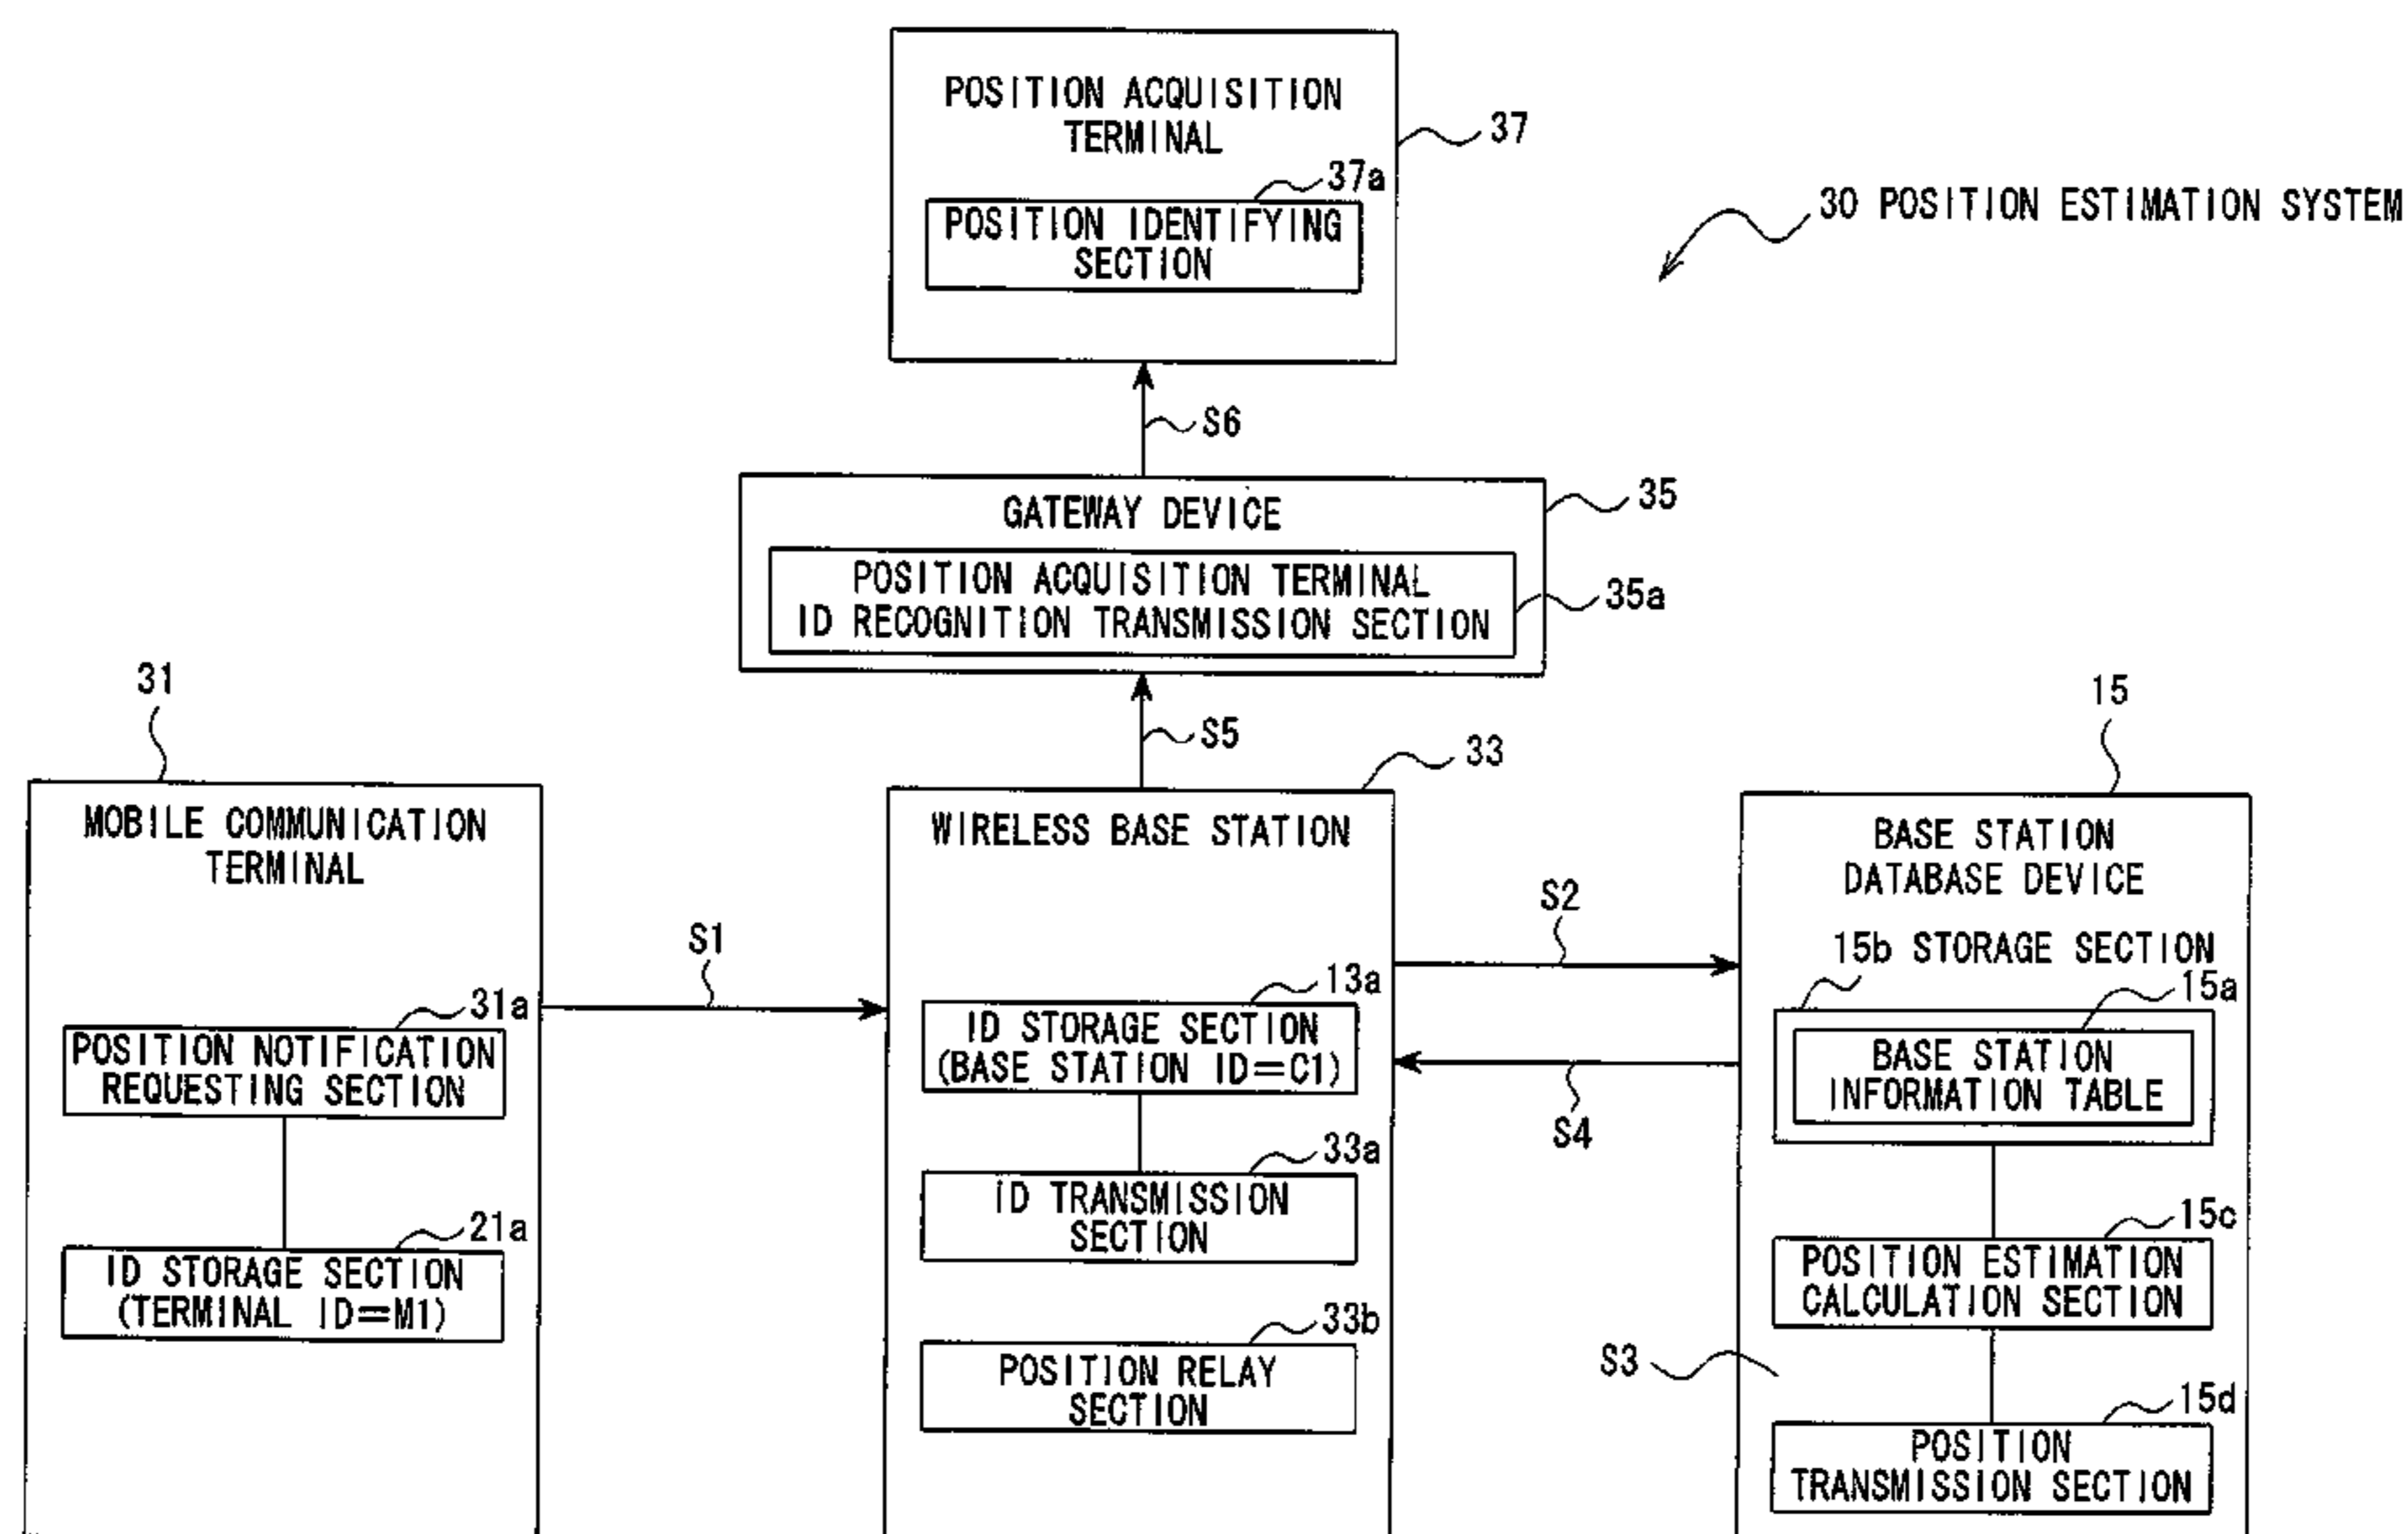 POSITION ACQUISITION
TERMINAL
37
37a
POSITION IDENTIFYING
SECTION
30 POSITION ESTIMATION SYSTEM
S6
GATEWAY DEVICE
35
POSITION ACQUISITION TERMINAL
ID RECOGNITION TRANSMISSION SECTION
35a
S5
31
MOBILE COMMUNICATION
TERMINAL
31a
POSITION NOTIFICATION
REQUESTING SECTION
21a
ID STORAGE SECTION
(TERMINAL ID=M1)
S1
33
WIRELESS BASE STATION
13a
ID STORAGE SECTION
(BASE STATION ID=C1)
33a
ID TRANSMISSION
SECTION
33b
POSITION RELAY
SECTION
S2
S4
15
BASE STATION
DATABASE DEVICE
15b STORAGE SECTION
15a
BASE STATION
INFORMATION TABLE
15c
POSITION ESTIMATION
CALCULATION SECTION
S3
15d
POSITION
TRANSMISSION SECTION